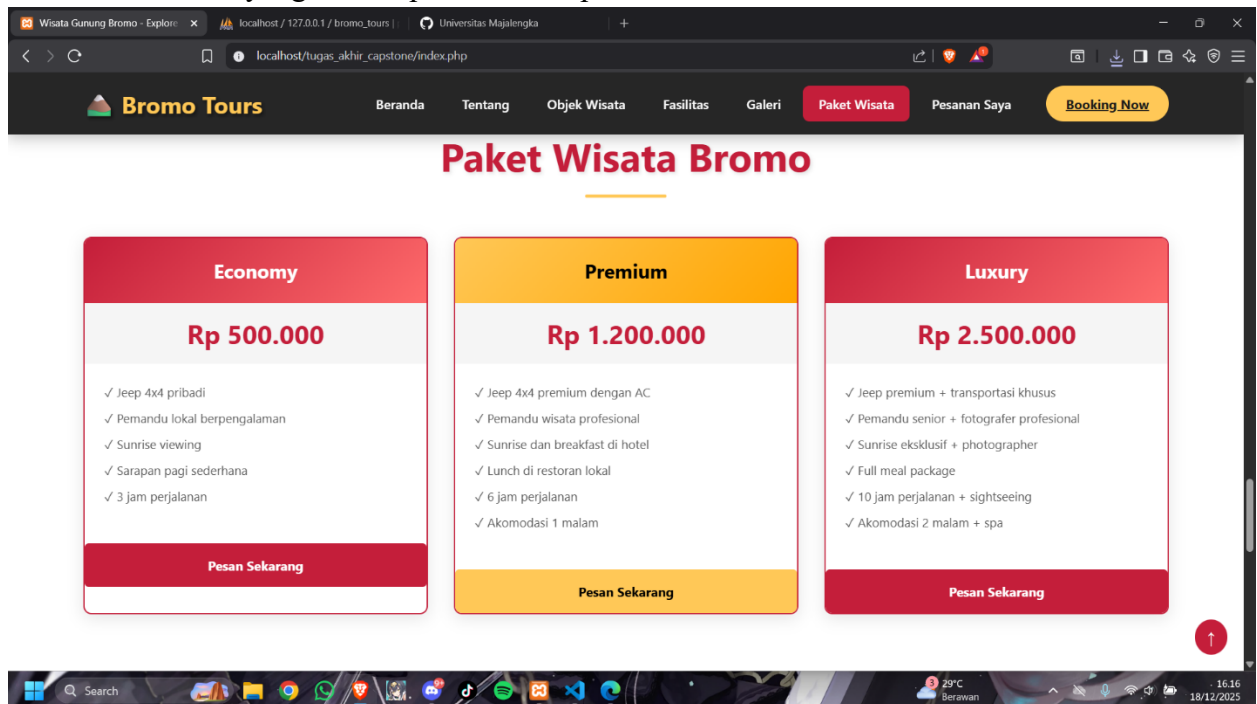 Wisata Gunung Bromo - Explore
localhost / 127.0.0.1 / bromo_tours |
Universitas Majalengka
localhost/tugas_akhir_capstone/index.php
Bromo Tours
Beranda
Tentang
Objek Wisata
Fasilitas
Galeri
Paket Wisata
Pesanan Saya
Booking Now
Paket Wisata Bromo
Economy
Rp 500.000
✓ Jeep 4x4 pribadi
✓ Pemandu lokal berpengalaman
✓ Sunrise viewing
✓ Sarapan pagi sederhana
✓ 3 jam perjalanan
Pesan Sekarang
Premium
Rp 1.200.000
✓ Jeep 4x4 premium dengan AC
✓ Pemandu wisata profesional
✓ Sunrise dan breakfast di hotel
✓ Lunch di restoran lokal
✓ 6 jam perjalanan
✓ Akomodasi 1 malam
Pesan Sekarang
Luxury
Rp 2.500.000
✓ Jeep premium + transportasi khusus
✓ Pemandu senior + fotografer profesional
✓ Sunrise eksklusif + photographer
✓ Full meal package
✓ 10 jam perjalanan + sightseeing
✓ Akomodasi 2 malam + spa
Pesan Sekarang
Search
3
29°C
Berawan
16.16
18/12/2025